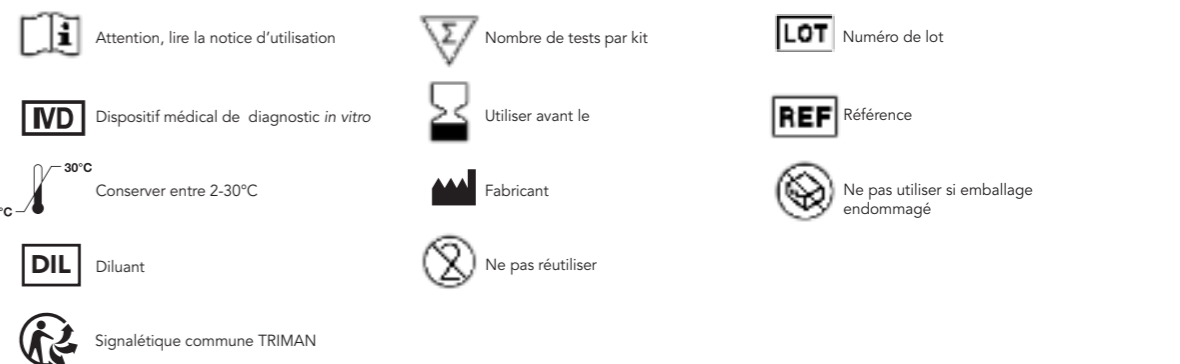 Attention, lire la notice d'utilisation
Σ Nombre de tests par kit
LOT Numéro de lot
IVD Dispositif médical de diagnostic in vitro
Utiliser avant le
REF Référence
30°C
Conserver entre 2-30°C
°C
Fabricant
Ne pas utiliser si emballage
endommagé
DIL Diluant
2 Ne pas réutiliser
Signalétique commune TRIMAN